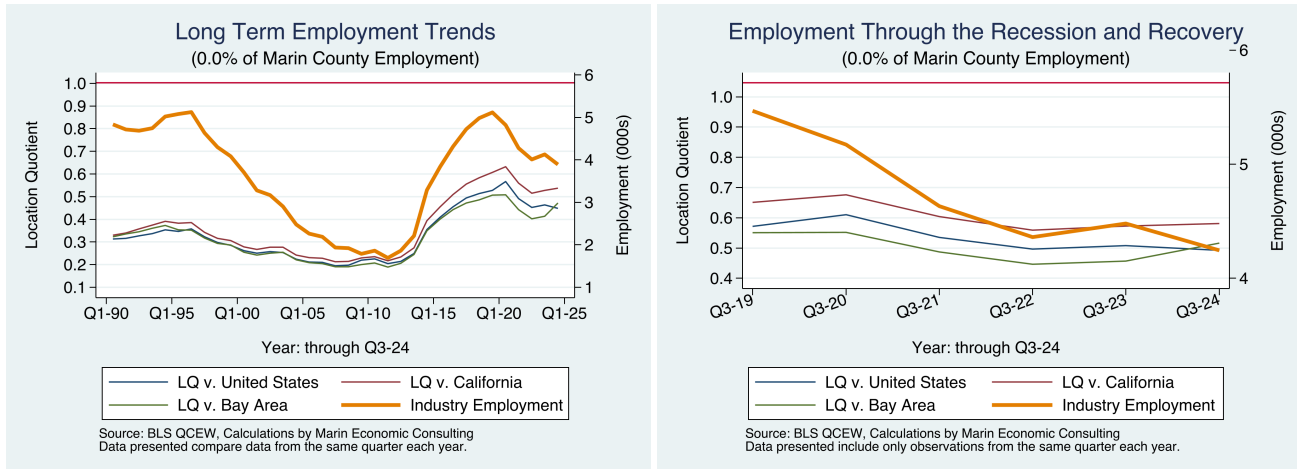 Long Term Employment Trends
(0.0% of Marin County Employment)
Location Quotient
1.0
0.9
0.8
0.7
0.6
0.5
0.4
0.3
0.2
0.1
6
5
4
3
2
1
Employment (000s)
Q1-90 Q1-95 Q1-00 Q1-05 Q1-10 Q1-15 Q1-20 Q1-25
Year: through Q3-24
LQ v. United States LQ v. California
LQ v. Bay Area Industry Employment
Source: BLS QCEW, Calculations by Marin Economic Consulting
Data presented compare data from the same quarter each year.
Employment Through the Recession and Recovery
(0.0% of Marin County Employment)
Location Quotient
1.0
0.9
0.8
0.7
0.6
0.5
0.4
6
5
4
Employment (000s)
Q3-19 Q3-20 Q3-21 Q3-22 Q3-23 Q3-24
Year: through Q3-24
LQ v. United States LQ v. California
LQ v. Bay Area Industry Employment
Source: BLS QCEW, Calculations by Marin Economic Consulting
Data presented include only observations from the same quarter each year.